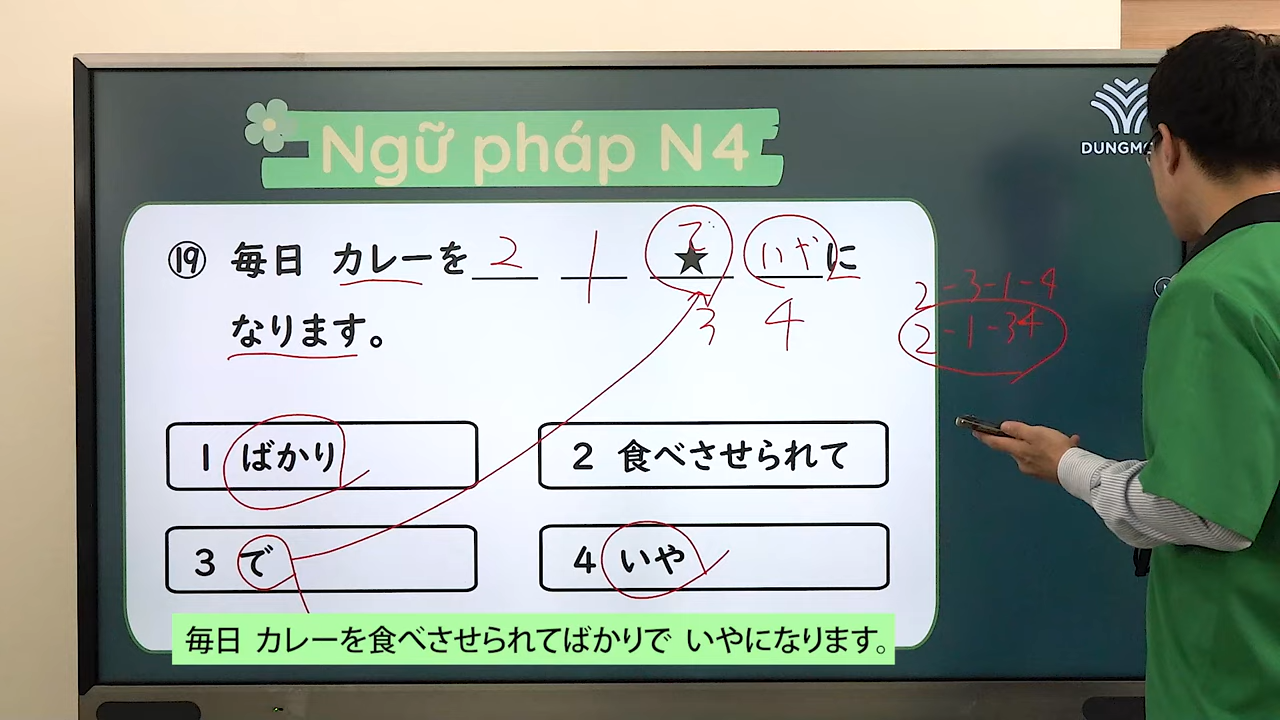 Ngữ pháp N4
DUNGM
⑲ 毎日 カレーを 2 1 ★ いやに
3 4
なります。
2-3-1-4
2-1-34
1 ばかり
2 食べさせられて
3 で
4 いや
毎日 カレーを食べさせられてばかりで いやになります。